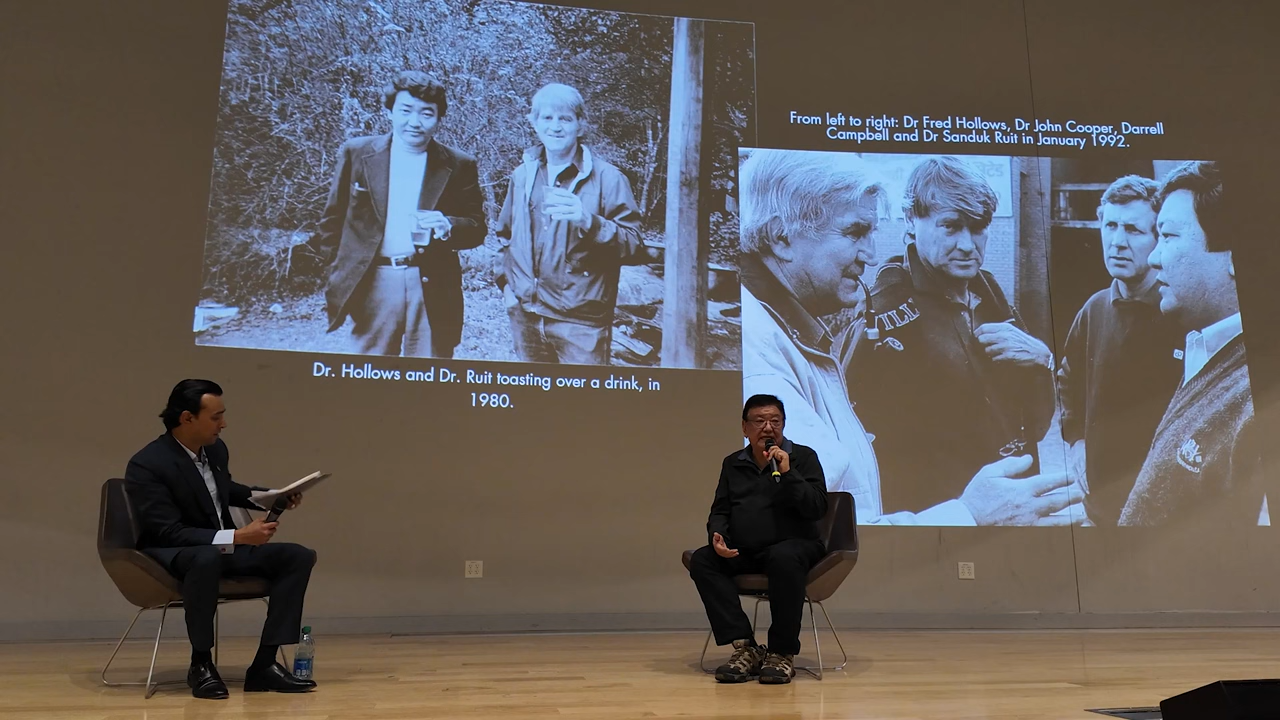 From left to right: Dr Fred Hollows, Dr John Cooper, Darrell
Campbell and Dr Sanduk Ruit in January 1992.
Dr. Hollows and Dr. Ruit toasting over a drink, in
1980.